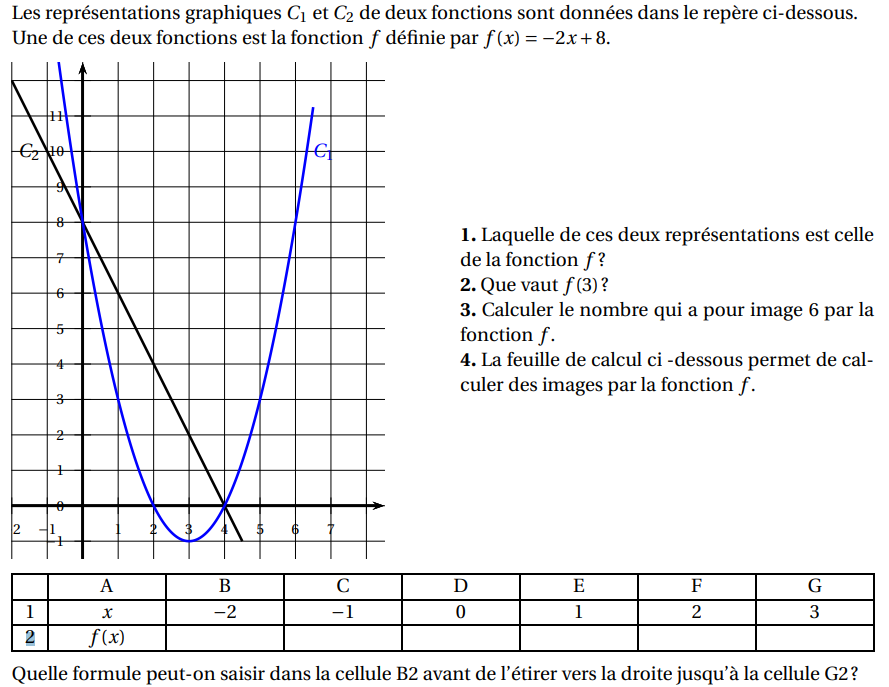 Les représentations graphiques C1 et C2 de deux fonctions sont données dans le repère ci-dessous.
Une de ces deux fonctions est la fonction f définie par f(x) = −2x+8.
11
C2 10 C1
9
8
7
6
5
4
3
2
1
0
2 −1 1 2 3 4 5 6 7
−1
1. Laquelle de ces deux représentations est celle
de la fonction f ?
2. Que vaut f(3) ?
3. Calculer le nombre qui a pour image 6 par la
fonction f.
4. La feuille de calcul ci -dessous permet de cal-
culer des images par la fonction f.
A B C D E F G
1 x −2 −1 0 1 2 3
2 f(x)
Quelle formule peut-on saisir dans la cellule B2 avant de l'étirer vers la droite jusqu'à la cellule G2 ?